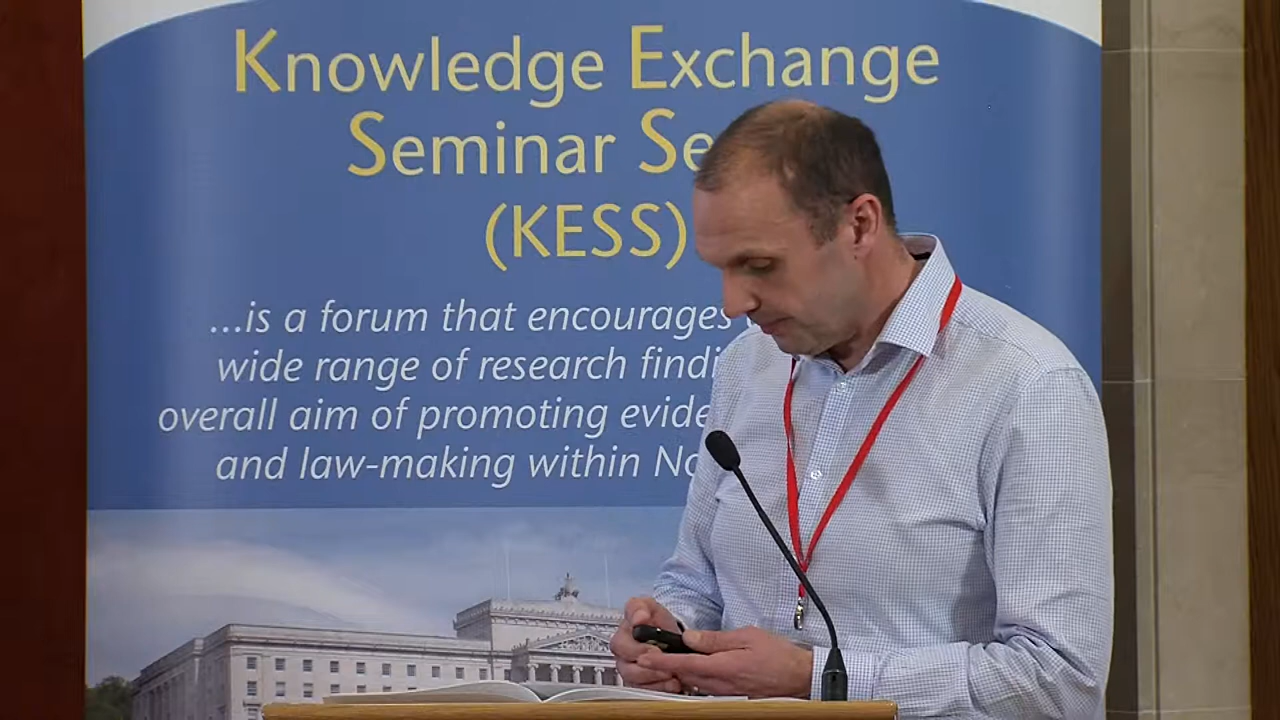 Knowledge Exchange
Seminar Se
(KESS)
...is a forum that encourages
wide range of research findi
overall aim of promoting evide
and law-making within No